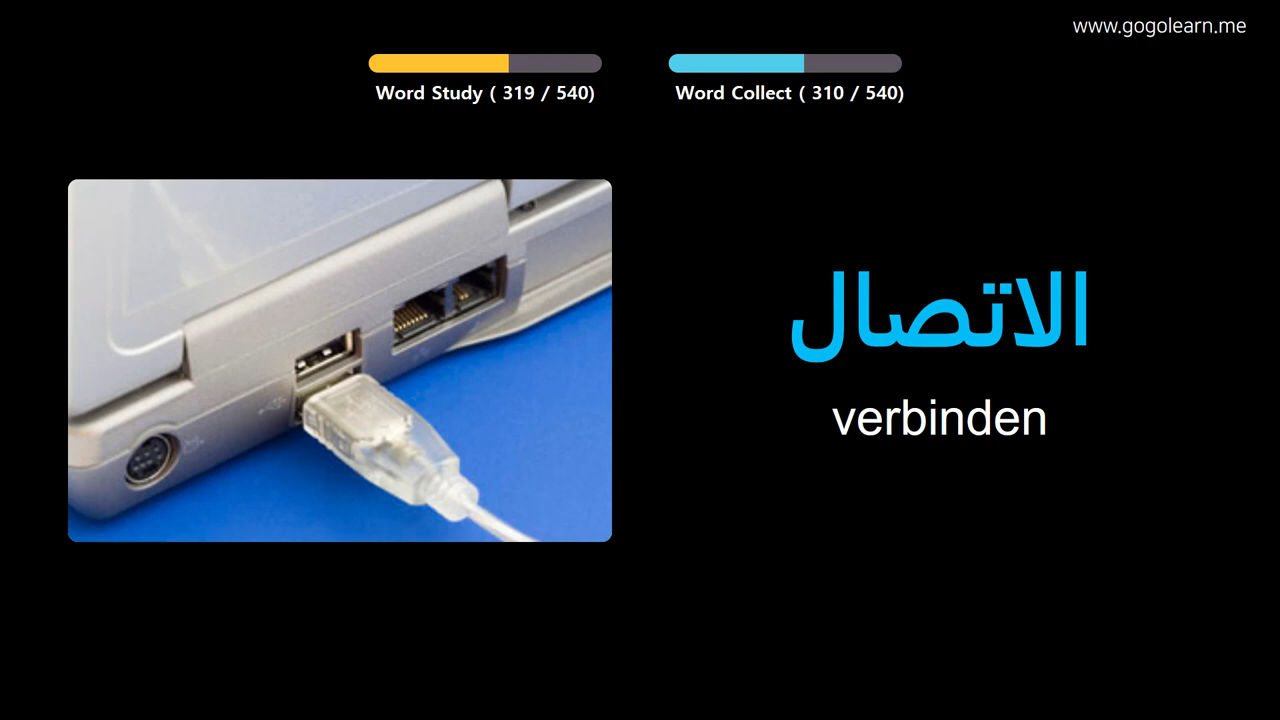 www.gogolearn.me
Word Study ( 319 / 540)
Word Collect ( 310 / 540)
الاتصال
verbinden